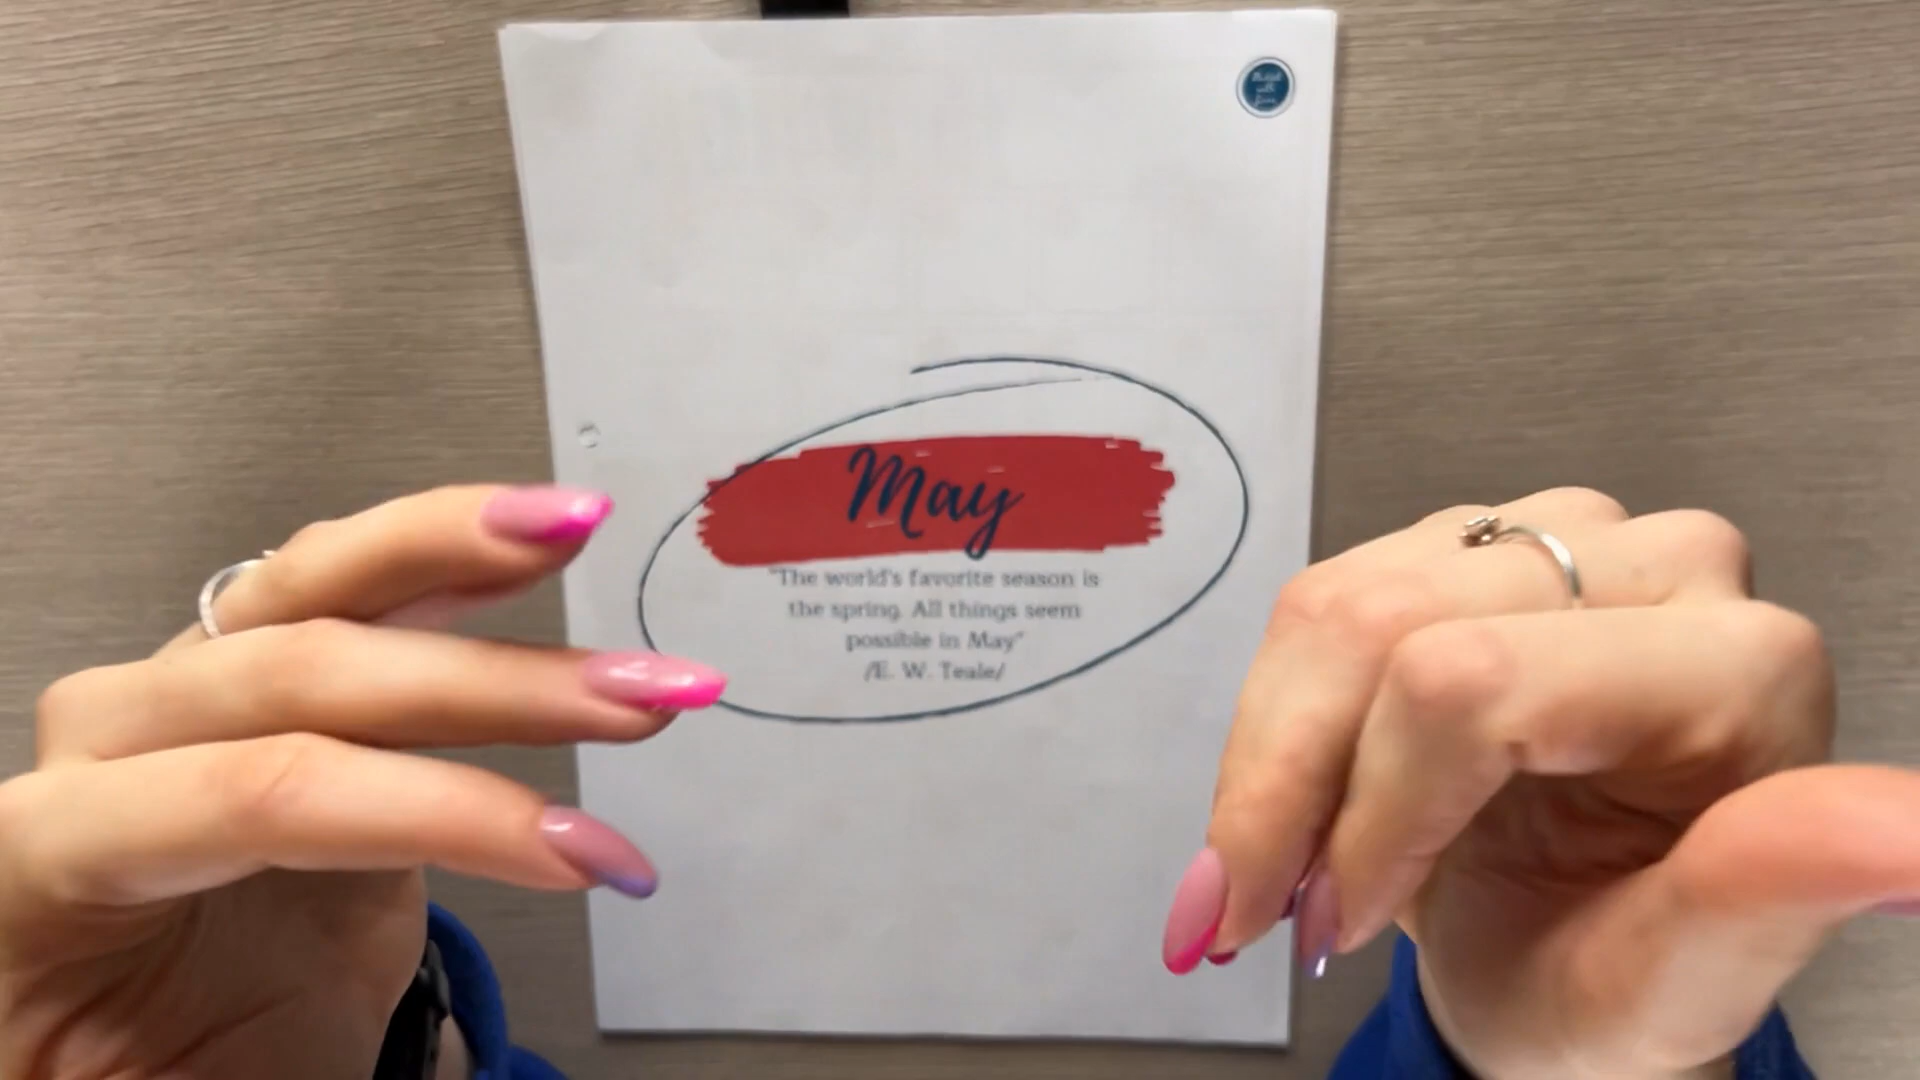 May
"The world's favorite season is
the spring. All things seem
possible in May"
/E. W. Teale/